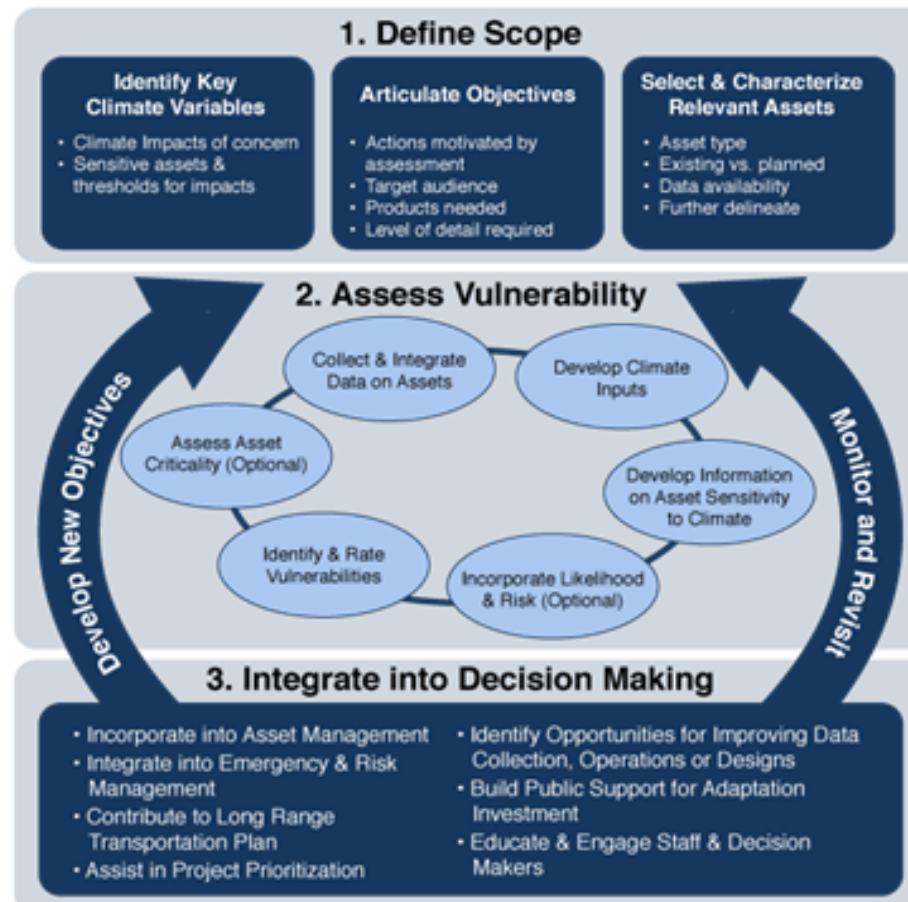 1. Define Scope
Identify Key
Climate Variables
• Climate Impacts of concern
• Sensitive assets &
thresholds for impacts
Articulate Objectives
• Actions motivated by
assessment
• Target audience
• Products needed
• Level of detail required
Select & Characterize
Relevant Assets
• Asset type
• Existing vs. planned
• Data availability
• Further delineate
2. Assess Vulnerability
Collect & Integrate
Data on Assets
Develop Climate
Inputs
Assess Asset
Criticality (Optional)
Develop Information
on Asset Sensitivity
to Climate
Identify & Rate
Vulnerabilities
Incorporate Likelihood
& Risk (Optional)
Develop New Objectives
Monitor and Revisit
3. Integrate into Decision Making
• Incorporate into Asset Management
• Integrate into Emergency & Risk
Management
• Contribute to Long Range
Transportation Plan
• Assist in Project Prioritization
• Identify Opportunities for Improving Data
Collection, Operations or Designs
• Build Public Support for Adaptation
Investment
• Educate & Engage Staff & Decision
Makers